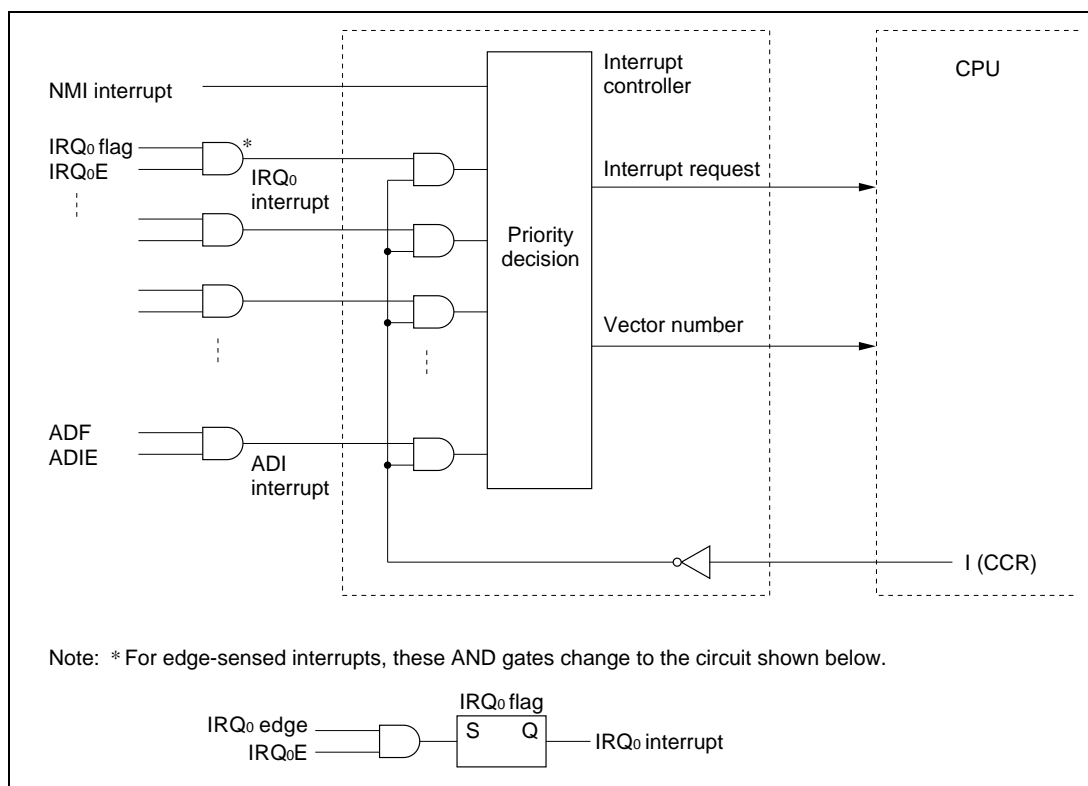 NMI interrupt
IRQ0 flag
IRQ0E
*
IRQ0
interrupt
ADF
ADIE
ADI
interrupt
Priority
decision
Interrupt
controller
Interrupt request
Vector number
CPU
I (CCR)
Note: * For edge-sensed interrupts, these AND gates change to the circuit shown below.
IRQ0 flag
IRQ0 edge
IRQ0E
S Q
IRQ0 interrupt